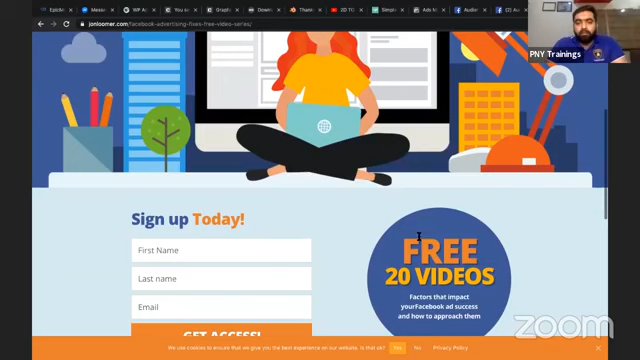 jonloomer.com/facebook-advertising-fixes-free-video-series/
PNY Trainings
Sign up Today!
First Name
Last name
Email
GET ACCESS!
FREE
20 VIDEOS
Factors that impact
yourFacebook ad success
and how to approach them
We use cookies to ensure that we give you the best experience on our website. Is that ok?
Yes
No
Privacy Policy
zoom